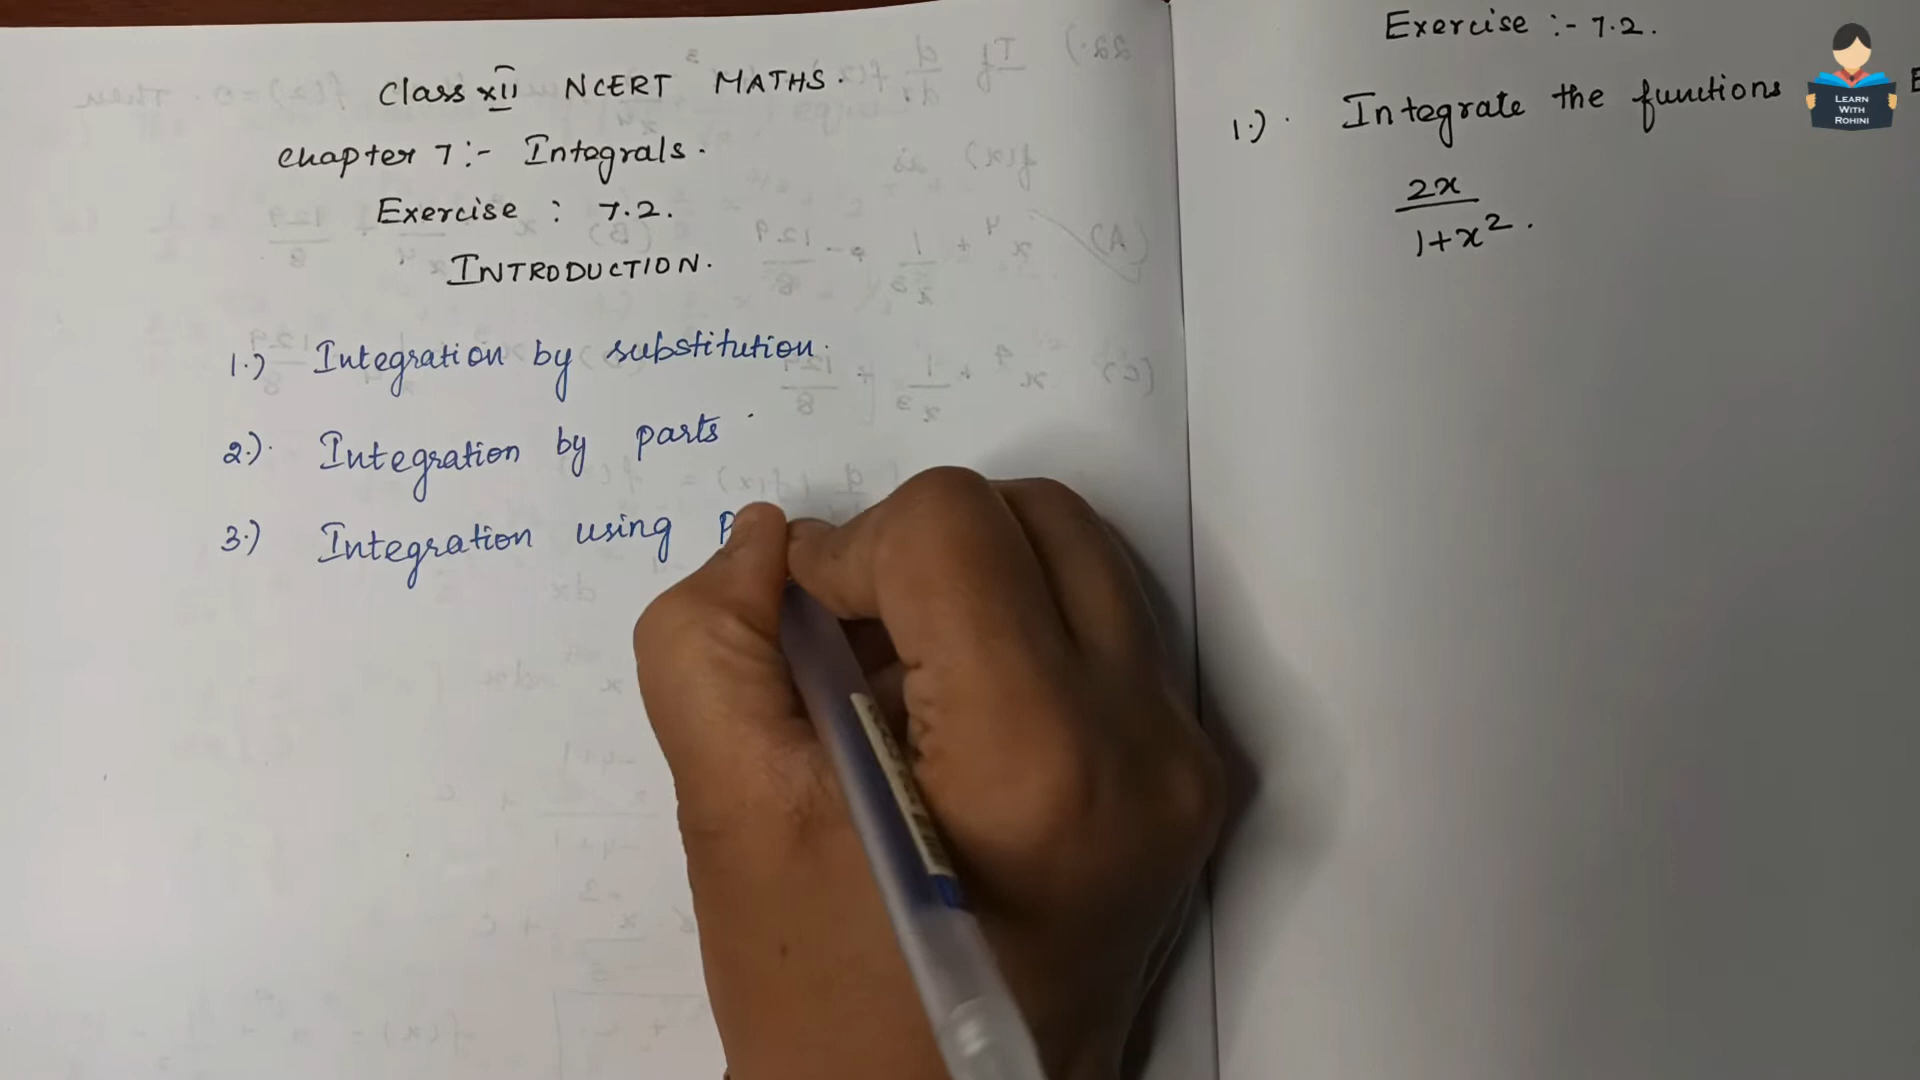 Class xii NCERT MATHS.
Chapter 7:- Integrals.
Exercise : 7.2.
INTRODUCTION.
1.) Integration by substitution.
2.) Integration by parts
3.) Integration using
Exercise :- 7.2.
1.) Integrate the functions
2x
1+x².
LEARN
WITH
ROHINI